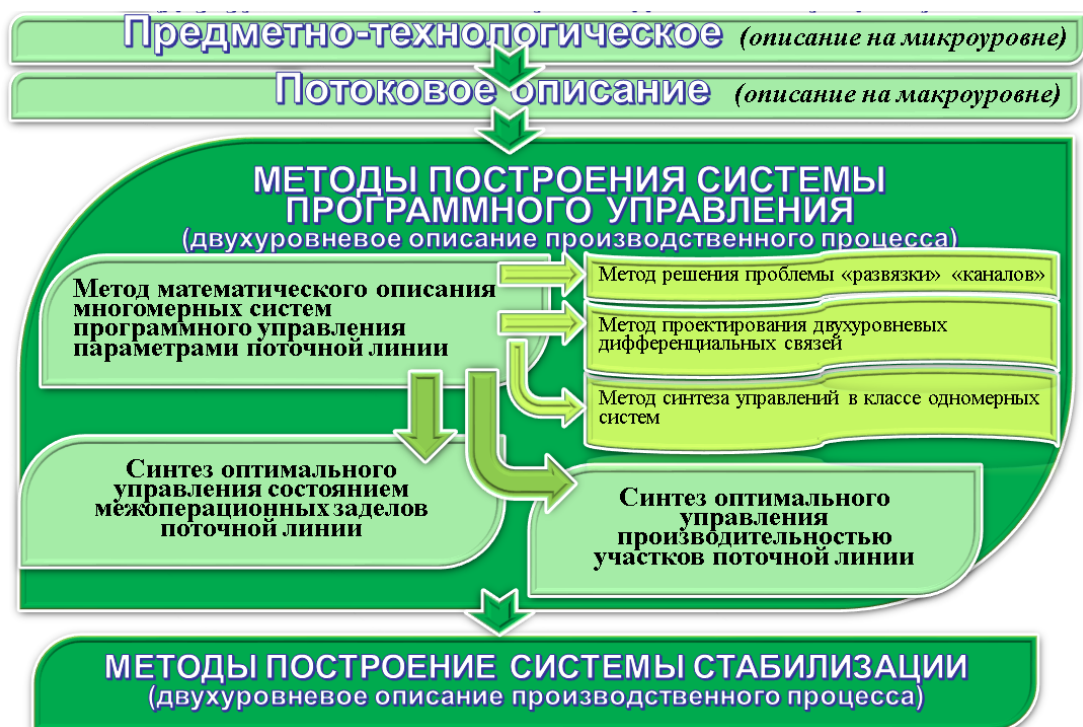 Предметно-технологическое (описание на микроуровне)
Потоковое описание (описание на макроуровне)
МЕТОДЫ ПОСТРОЕНИЯ СИСТЕМЫ
ПРОГРАММНОГО УПРАВЛЕНИЯ
(двухуровневое описание производственного процесса)
Метод математического описания
многомерных систем
программного управления
параметрами поточной линии
Метод решения проблемы «развязки» «каналов»
Метод проектирования двухуровневых
дифференциальных связей
Метод синтеза управлений в классе одномерных
систем
Синтез оптимального
управления состоянием
межоперационных заделов
поточной линии
Синтез оптимального
управления
производительностью
участков поточной линии
МЕТОДЫ ПОСТРОЕНИЕ СИСТЕМЫ СТАБИЛИЗАЦИИ
(двухуровневое описание производственного процесса)